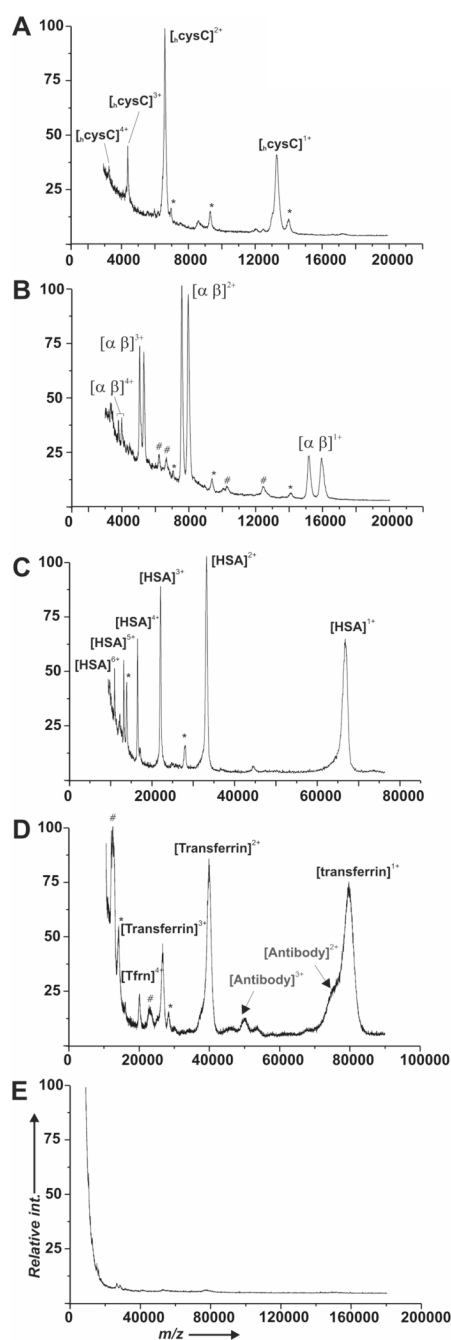 A
100
[hcysC]2+
75
[hcysC]3+
50
[hcysC]4+
[hcysC]1+
25
* * *
0 4000 8000 12000 16000 20000
B
100
[α β]2+
75
[α β]3+
50
[α β]4+
[α β]1+
25
# # * * # # *
0 4000 8000 12000 16000 20000
C
100
[HSA]2+
[HSA]3+
75
[HSA]4+
[HSA]1+
[HSA]5+
50
[HSA]6+
*
25
*
0 20000 40000 60000 80000
D
#
100
[Transferrin]2+
[transferrin]1+
75
* [Transferrin]3+
50
[Antibody]2+
[Tfrn]4+
[Antibody]3+
25
# *
0 20000 40000 60000 80000 100000
E
100
75
50
25
Relative int.
0 40000 80000 120000 160000 200000
m/z